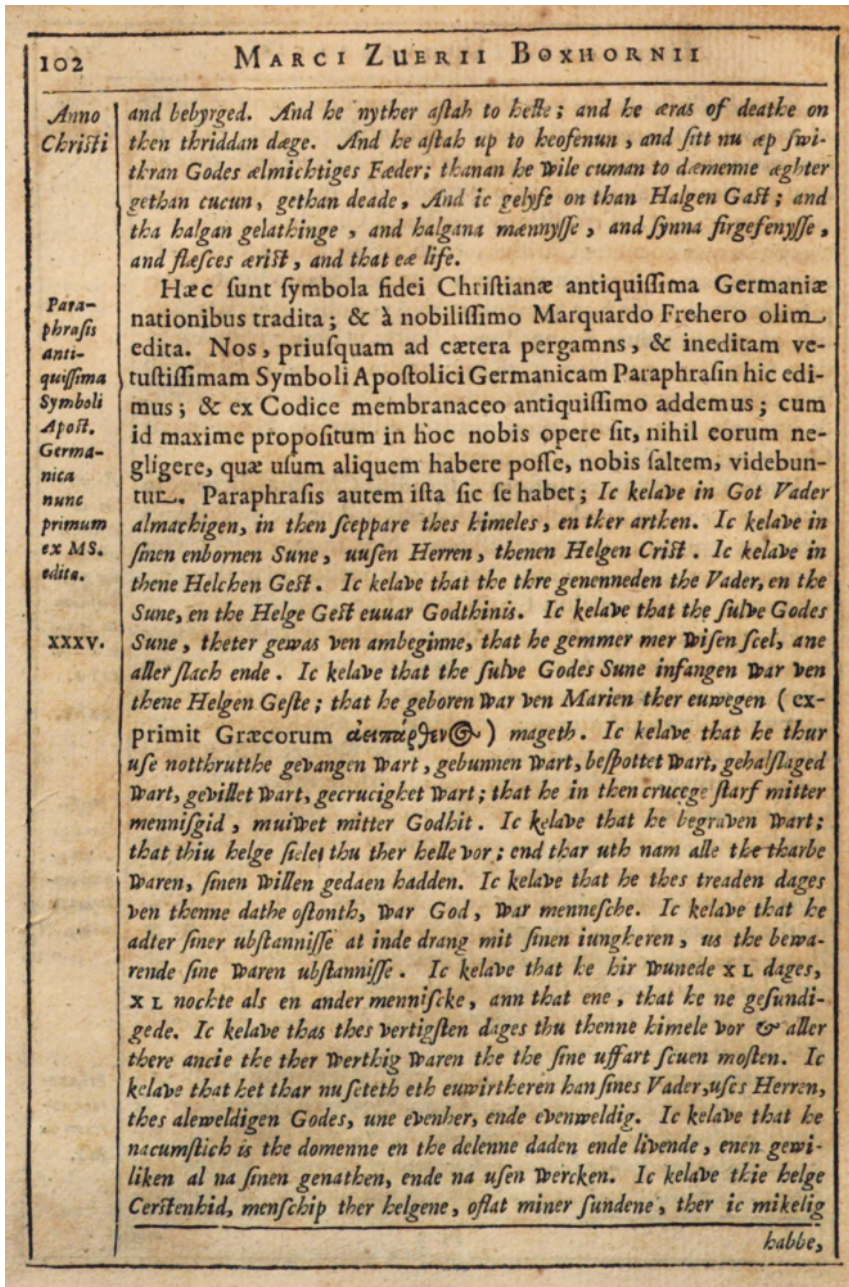 102 MARCI ZUERII BOXHORNII
Anno
Chriſti
and bebyrged. And he nyther aſtah to helle; and he æras of deathe on
then thriddan dæge. And he aſtah up to heofenun, and ſitt nu æp ſwi-
thran Godes ælmichtiges Fæder; thanan he wile cuman to dæmenne æghter
gethan cucun, gethan deade, And ic gelyfe on than Halgen Gaſt; and
tha halgan gelathinge, and halgana mænnyſſe, and ſynna firgefenyſſe,
and flæſces æriſt, and that eæ life.
Para-
phraſis
anti-
quiſſima
Symboli
Apoſt.
Germa-
nica
nunc
primum
ex MS.
edita.
Hæc ſunt ſymbola fidei Chriſtianæ antiquiſſima Germaniæ
nationibus tradita; & à nobiliſſimo Marquardo Frehero olim
edita. Nos, priuſquam ad cætera pergamns, & ineditam ve-
tuſtiſſimam Symboli Apoſtolici Germanicam Paraphraſin hic edi-
mus; & ex Codice membranaceo antiquiſſimo addemus; cum
id maxime propoſitum in hoc nobis opere ſit, nihil eorum ne-
gligere, quæ uſum aliquem habere poſſe, nobis ſaltem, videbun-
tur. Paraphraſis autem iſta ſic ſe habet; Ic kelave in Got Vader
almachigen, in then ſceppare thes himeles, en ther arthen. Ic kelave in
ſinen enbornen Sune, uuſen Herren, thenen Helgen Criſt. Ic kelave in
thene Helchen Geſt. Ic kelave that the thre genenneden the Vader, en the
Sune, en the Helge Geſt euuar Godthinis. Ic kelave that the ſulve Godes
XXXV.
Sune, theter gewas ven ambeginne, that he gemmer mer wiſen ſcel, ane
aller ſlach ende. Ic kelave that the ſulve Godes Sune infangen war ven
thene Helgen Geſte; that he geboren war ven Marien ther euwegen (ex-
primit Græcorum ἀειπάρθεν⊙) mageth. Ic kelave that he thur
uſe notthrutthe gevangen wart, gebunnen wart, beſpottet wart, gehalſlaged
wart, gevillet wart, gecrucighet wart; that he in then crucege ſtarf mitter
menniſgid, muiwet mitter Godhit. Ic kelave that he begraven wart;
that thiu helge ſielet thu ther helle vor; end thar uth nam alle the tharbe
waren, ſinen willen gedaen hadden. Ic kelave that he thes treaden dages
ven thenne dathe oſtonth, war God, war menneſche. Ic kelave that he
adter ſiner ubſtanniſſe at inde drang mit ſinen iungheren, us the bewa-
rende ſine waren ubſtanniſſe. Ic kelave that he hir wunede XL dages,
XL nochte als en ander menniſcke, ann that ene, that he ne geſundi-
gede. Ic kelave thas thes vertigſten dages thu thenne himele vor & aller
there ancie the ther werthig waren the the ſine uffart ſcuen moſten. Ic
kelave that het thar nu ſeteth eth euwirtheren han ſines Vader, uſes Herren,
thes aleweldigen Godes, une evenher, ende evenweldig. Ic kelave that he
nacumſtich is the domenne en the delenne daden ende livende, enen gewi-
liken al na ſinen genathen, ende na uſen wercken. Ic kelave thie helge
Cerſtenhid, menſchip ther helgene, oflat miner ſundene, ther ic mikelig
habbe,